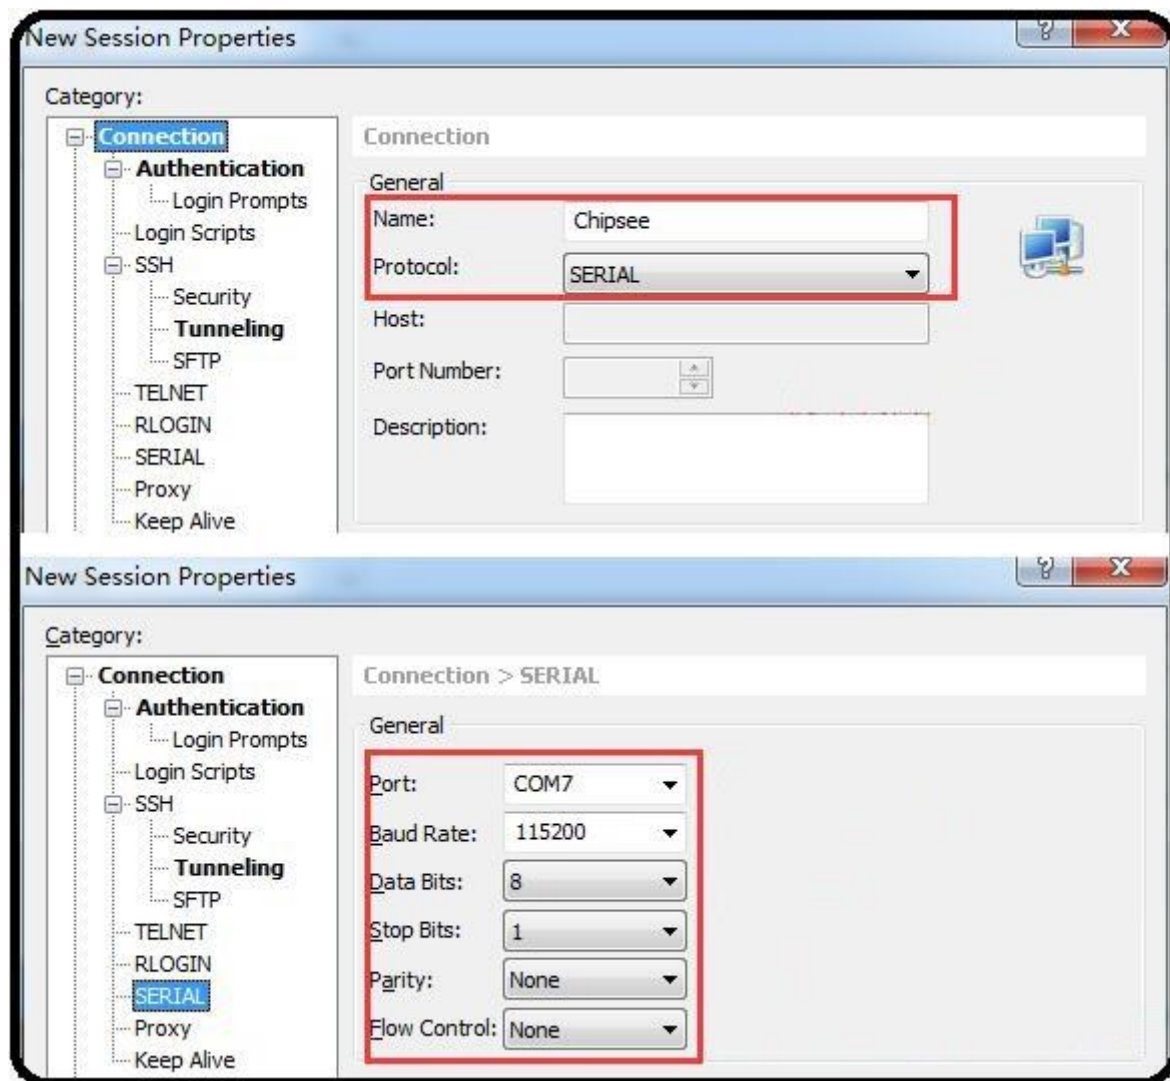 New Session Properties
Category:
Connection
Authentication
Login Prompts
Login Scripts
SSH
Security
Tunneling
SFTP
TELNET
RLOGIN
SERIAL
Proxy
Keep Alive
Connection
General
Name: Chipsee
Protocol: SERIAL
Host:
Port Number:
Description:
New Session Properties
Category:
Connection
Authentication
Login Prompts
Login Scripts
SSH
Security
Tunneling
SFTP
TELNET
RLOGIN
SERIAL
Proxy
Keep Alive
Connection > SERIAL
General
Port: COM7
Baud Rate: 115200
Data Bits: 8
Stop Bits: 1
Parity: None
Flow Control: None